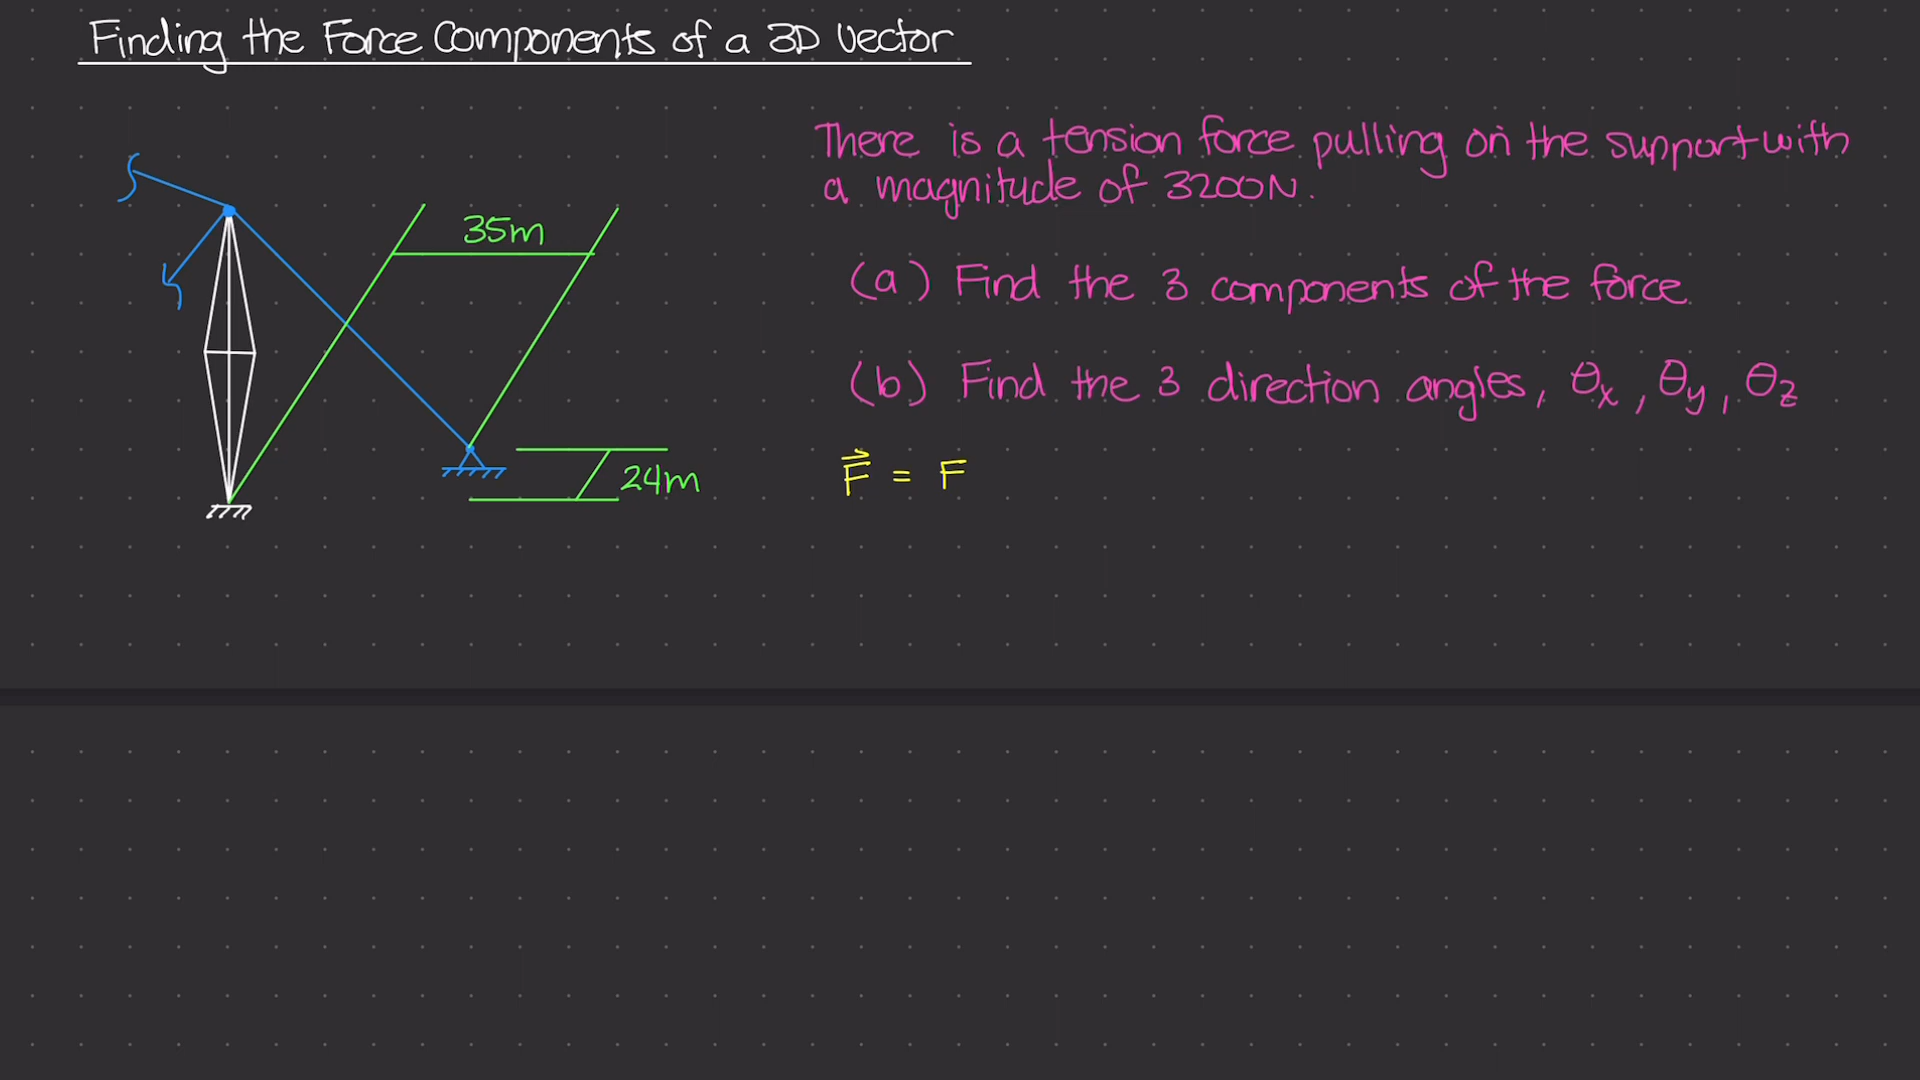 Finding the Force Components of a 3D Vector
There is a tension force pulling on the support with
a magnitude of 3200N.
35m
(a) Find the 3 components of the force
(b) Find the 3 direction angles, θx, θy, θz
F⃗ = F
24m